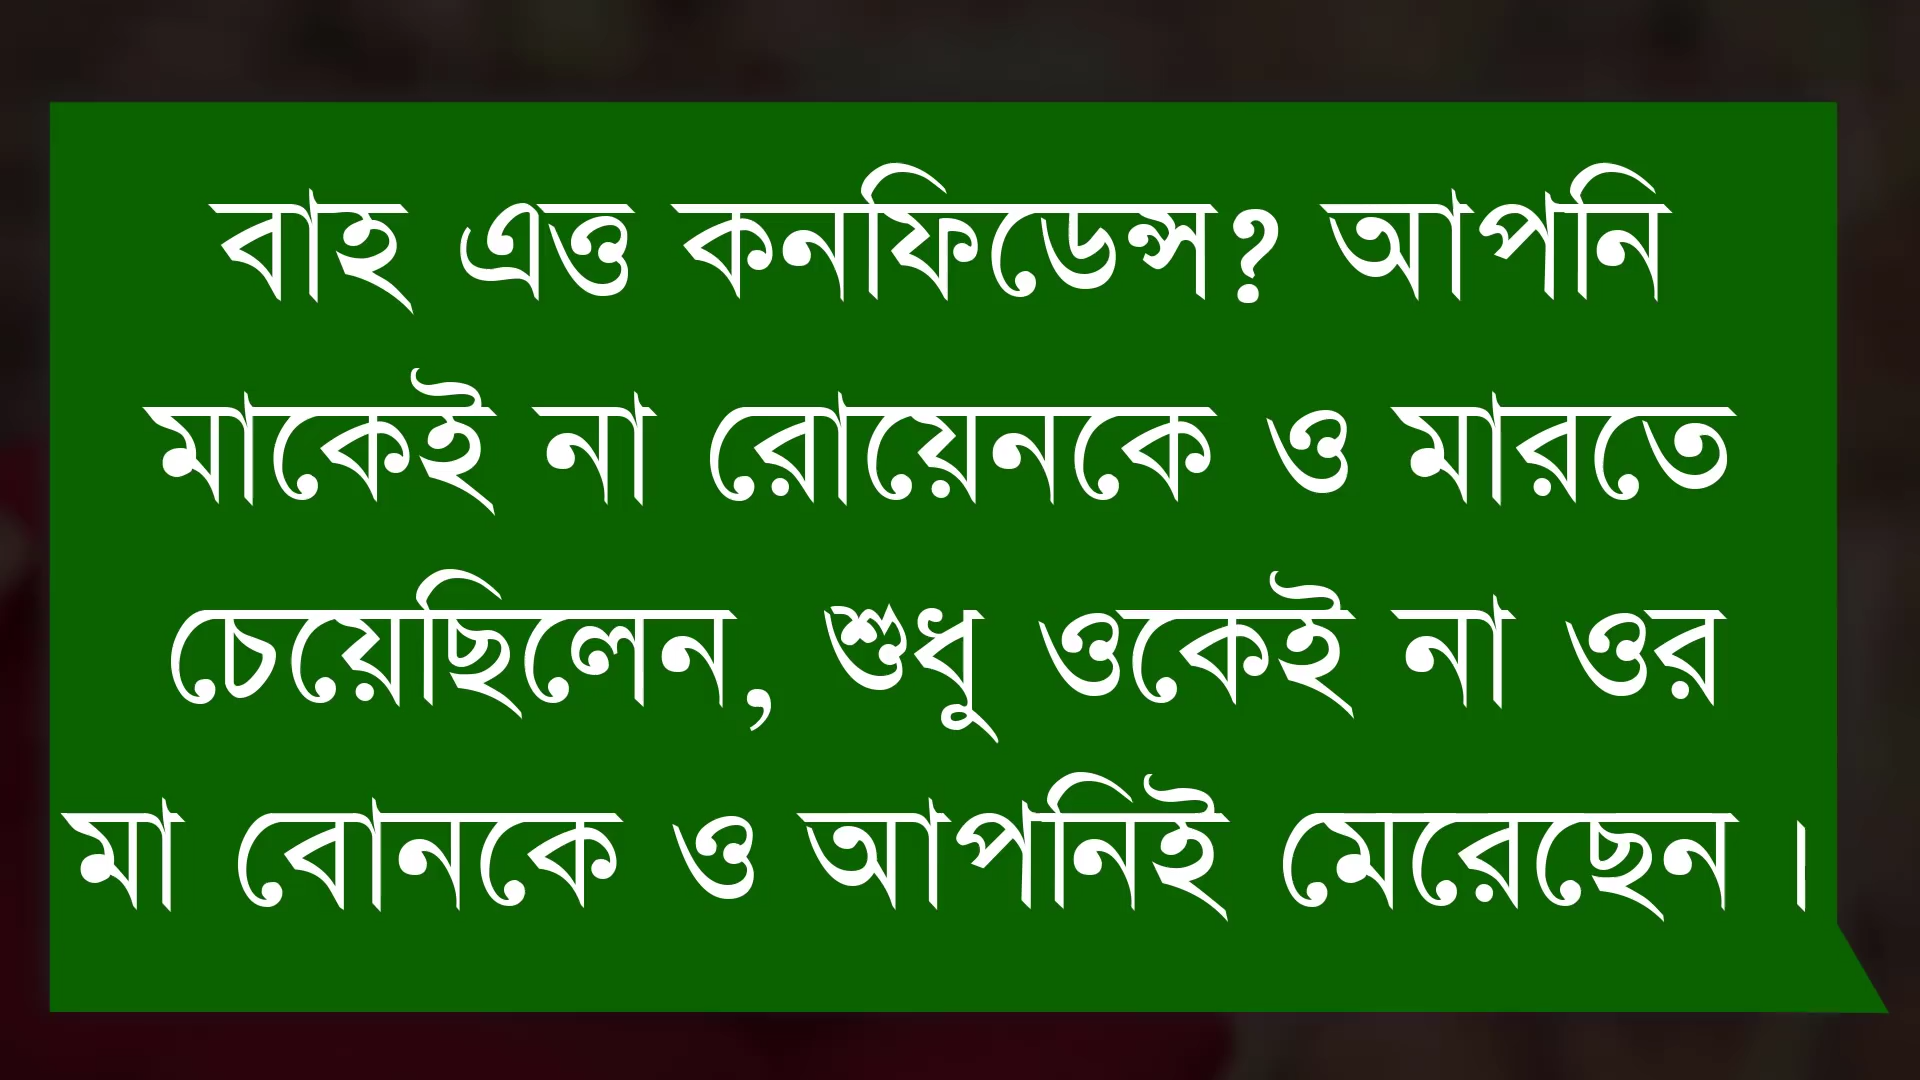 বাহ এত্ত কনফিডেন্স? আপনি
মাকেই না রোয়েনকে ও মারতে
চেয়েছিলেন, শুধু ওকেই না ওর
মা বোনকে ও আপনিই মেরেছেন ।